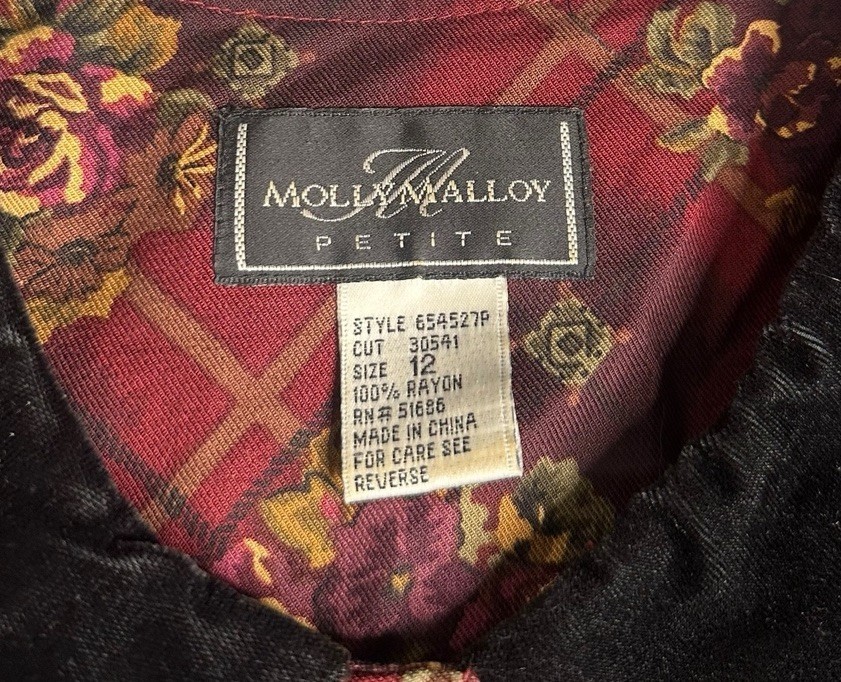 MOLLY MALLOY
PETITE
STYLE 654527P
CUT 30541
SIZE 12
100% RAYON
RN# 51686
MADE IN CHINA
FOR CARE SEE
REVERSE